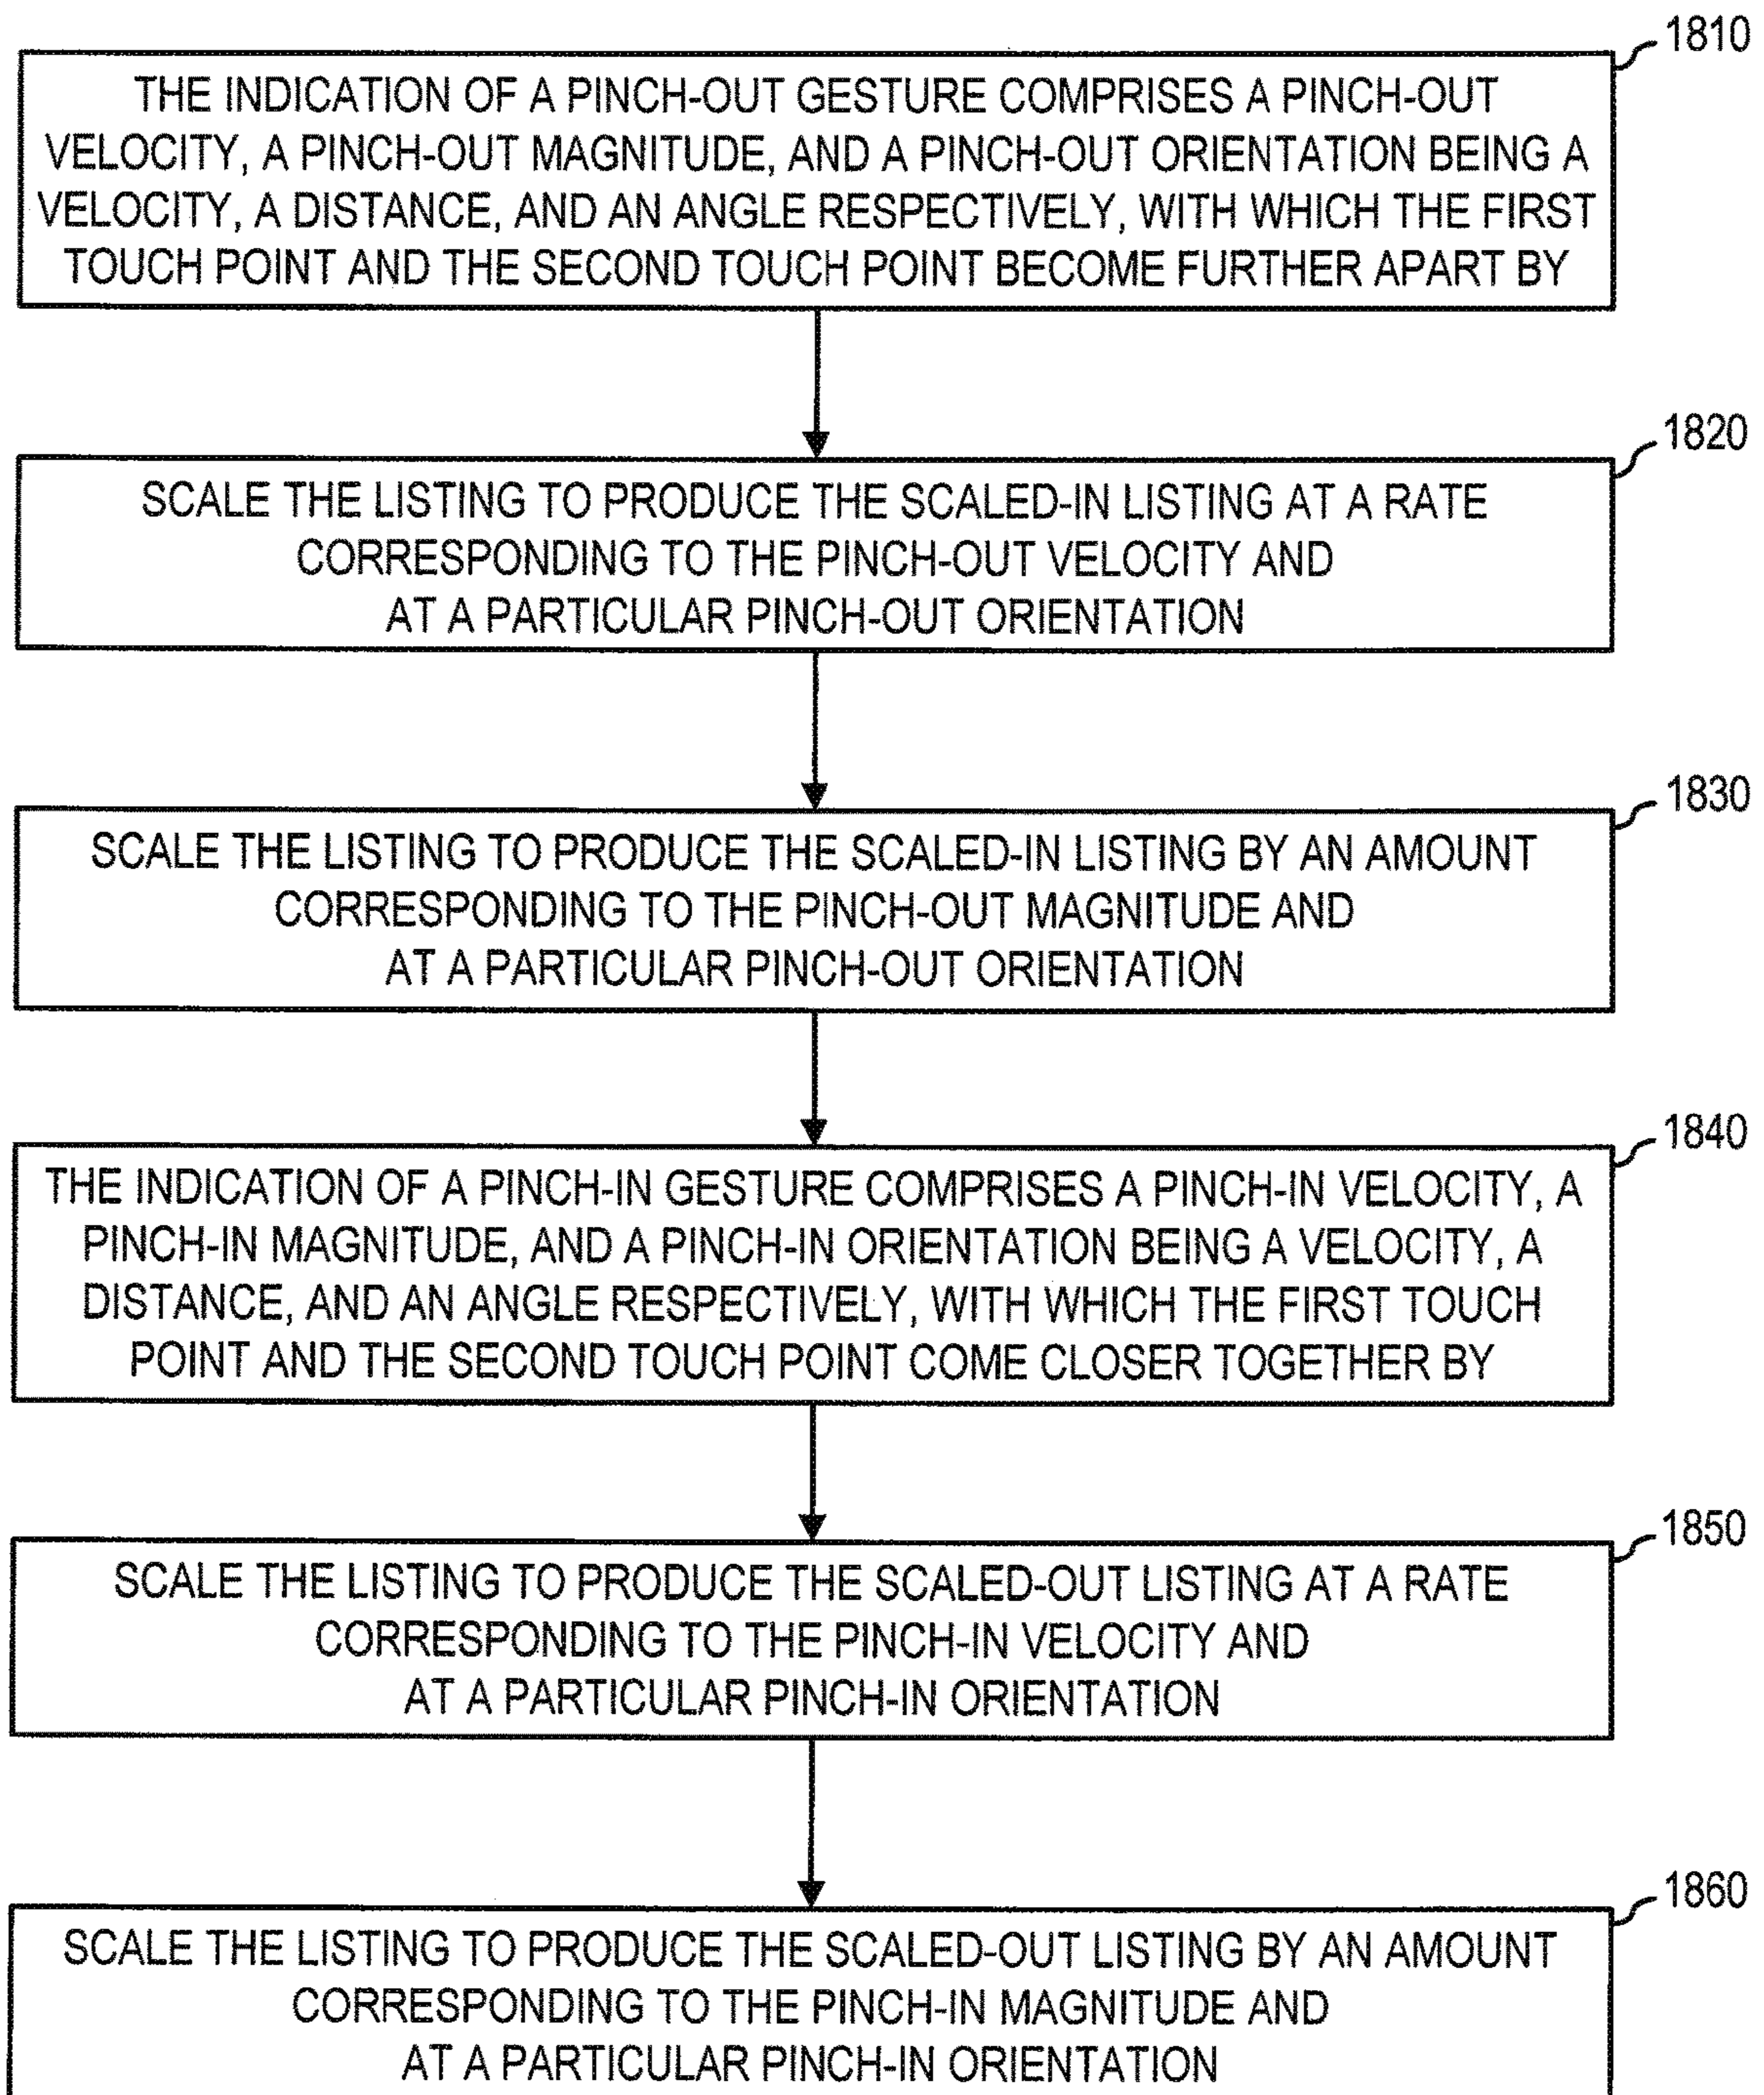 1810
THE INDICATION OF A PINCH-OUT GESTURE COMPRISES A PINCH-OUT
VELOCITY, A PINCH-OUT MAGNITUDE, AND A PINCH-OUT ORIENTATION BEING A
VELOCITY, A DISTANCE, AND AN ANGLE RESPECTIVELY, WITH WHICH THE FIRST
TOUCH POINT AND THE SECOND TOUCH POINT BECOME FURTHER APART BY
1820
SCALE THE LISTING TO PRODUCE THE SCALED-IN LISTING AT A RATE
CORRESPONDING TO THE PINCH-OUT VELOCITY AND
AT A PARTICULAR PINCH-OUT ORIENTATION
1830
SCALE THE LISTING TO PRODUCE THE SCALED-IN LISTING BY AN AMOUNT
CORRESPONDING TO THE PINCH-OUT MAGNITUDE AND
AT A PARTICULAR PINCH-OUT ORIENTATION
1840
THE INDICATION OF A PINCH-IN GESTURE COMPRISES A PINCH-IN VELOCITY, A
PINCH-IN MAGNITUDE, AND A PINCH-IN ORIENTATION BEING A VELOCITY, A
DISTANCE, AND AN ANGLE RESPECTIVELY, WITH WHICH THE FIRST TOUCH
POINT AND THE SECOND TOUCH POINT COME CLOSER TOGETHER BY
1850
SCALE THE LISTING TO PRODUCE THE SCALED-OUT LISTING AT A RATE
CORRESPONDING TO THE PINCH-IN VELOCITY AND
AT A PARTICULAR PINCH-IN ORIENTATION
1860
SCALE THE LISTING TO PRODUCE THE SCALED-OUT LISTING BY AN AMOUNT
CORRESPONDING TO THE PINCH-IN MAGNITUDE AND
AT A PARTICULAR PINCH-IN ORIENTATION